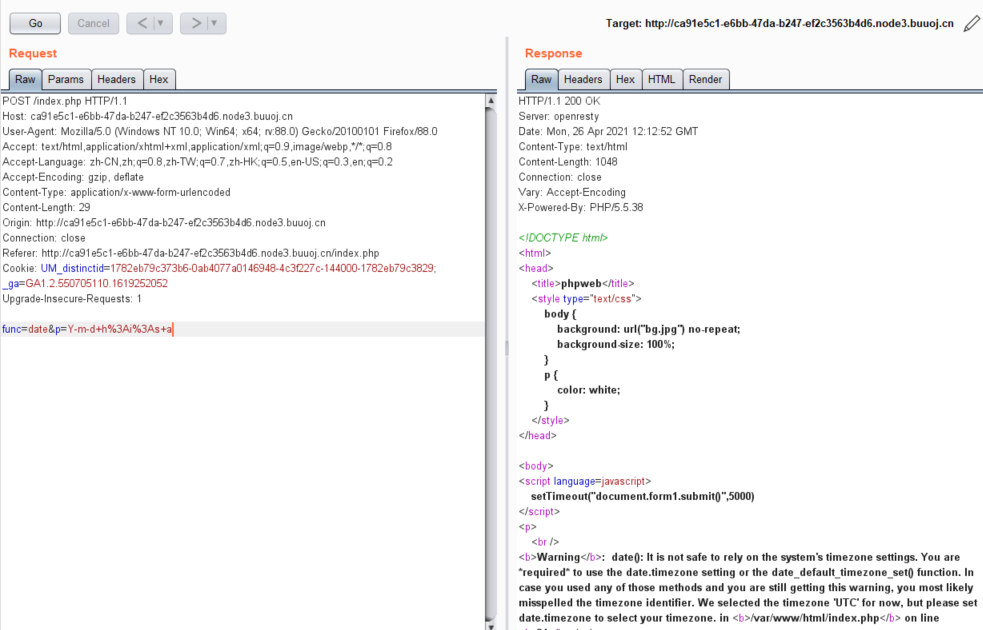 Go Cancel < > Target: http://ca91e5c1-e6bb-47da-b247-ef2c3563b4d6.node3.buuoj.cn
Request
Raw Params Headers Hex
POST /index.php HTTP/1.1
Host: ca91e5c1-e6bb-47da-b247-ef2c3563b4d6.node3.buuoj.cn
User-Agent: Mozilla/5.0 (Windows NT 10.0; Win64; x64; rv:88.0) Gecko/20100101 Firefox/88.0
Accept: text/html,application/xhtml+xml,application/xml;q=0.9,image/webp,*/*;q=0.8
Accept-Language: zh-CN,zh;q=0.8,zh-TW;q=0.7,zh-HK;q=0.5,en-US;q=0.3,en;q=0.2
Accept-Encoding: gzip, deflate
Content-Type: application/x-www-form-urlencoded
Content-Length: 29
Origin: http://ca91e5c1-e6bb-47da-b247-ef2c3563b4d6.node3.buuoj.cn
Connection: close
Referer: http://ca91e5c1-e6bb-47da-b247-ef2c3563b4d6.node3.buuoj.cn/index.php
Cookie: UM_distinctid=1782eb79c373b6-0ab4077a0146948-4c3f227c-144000-1782eb79c3829;
_ga=GA1.2.550705110.1619252052
Upgrade-Insecure-Requests: 1
func=date&p=Y-m-d+h%3Ai%3As+a
Response
Raw Headers Hex HTML Render
HTTP/1.1 200 OK
Server: openresty
Date: Mon, 26 Apr 2021 12:12:52 GMT
Content-Type: text/html
Content-Length: 1048
Connection: close
Vary: Accept-Encoding
X-Powered-By: PHP/5.5.38
<!DOCTYPE html>
<html>
<head>
<title>phpweb</title>
<style type="text/css">
body {
background: url("bg.jpg") no-repeat;
background-size: 100%;
}
p {
color: white;
}
</style>
</head>
<body>
<script language=javascript>
setTimeout("document.form1.submit()",5000)
</script>
<p>
<br />
<b>Warning</b>:  date(): It is not safe to rely on the system's timezone settings. You are
*required* to use the date.timezone setting or the date_default_timezone_set() function. In
case you used any of those methods and you are still getting this warning, you most likely
misspelled the timezone identifier. We selected the timezone 'UTC' for now, but please set
date.timezone to select your timezone. in <b>/var/www/html/index.php</b> on line